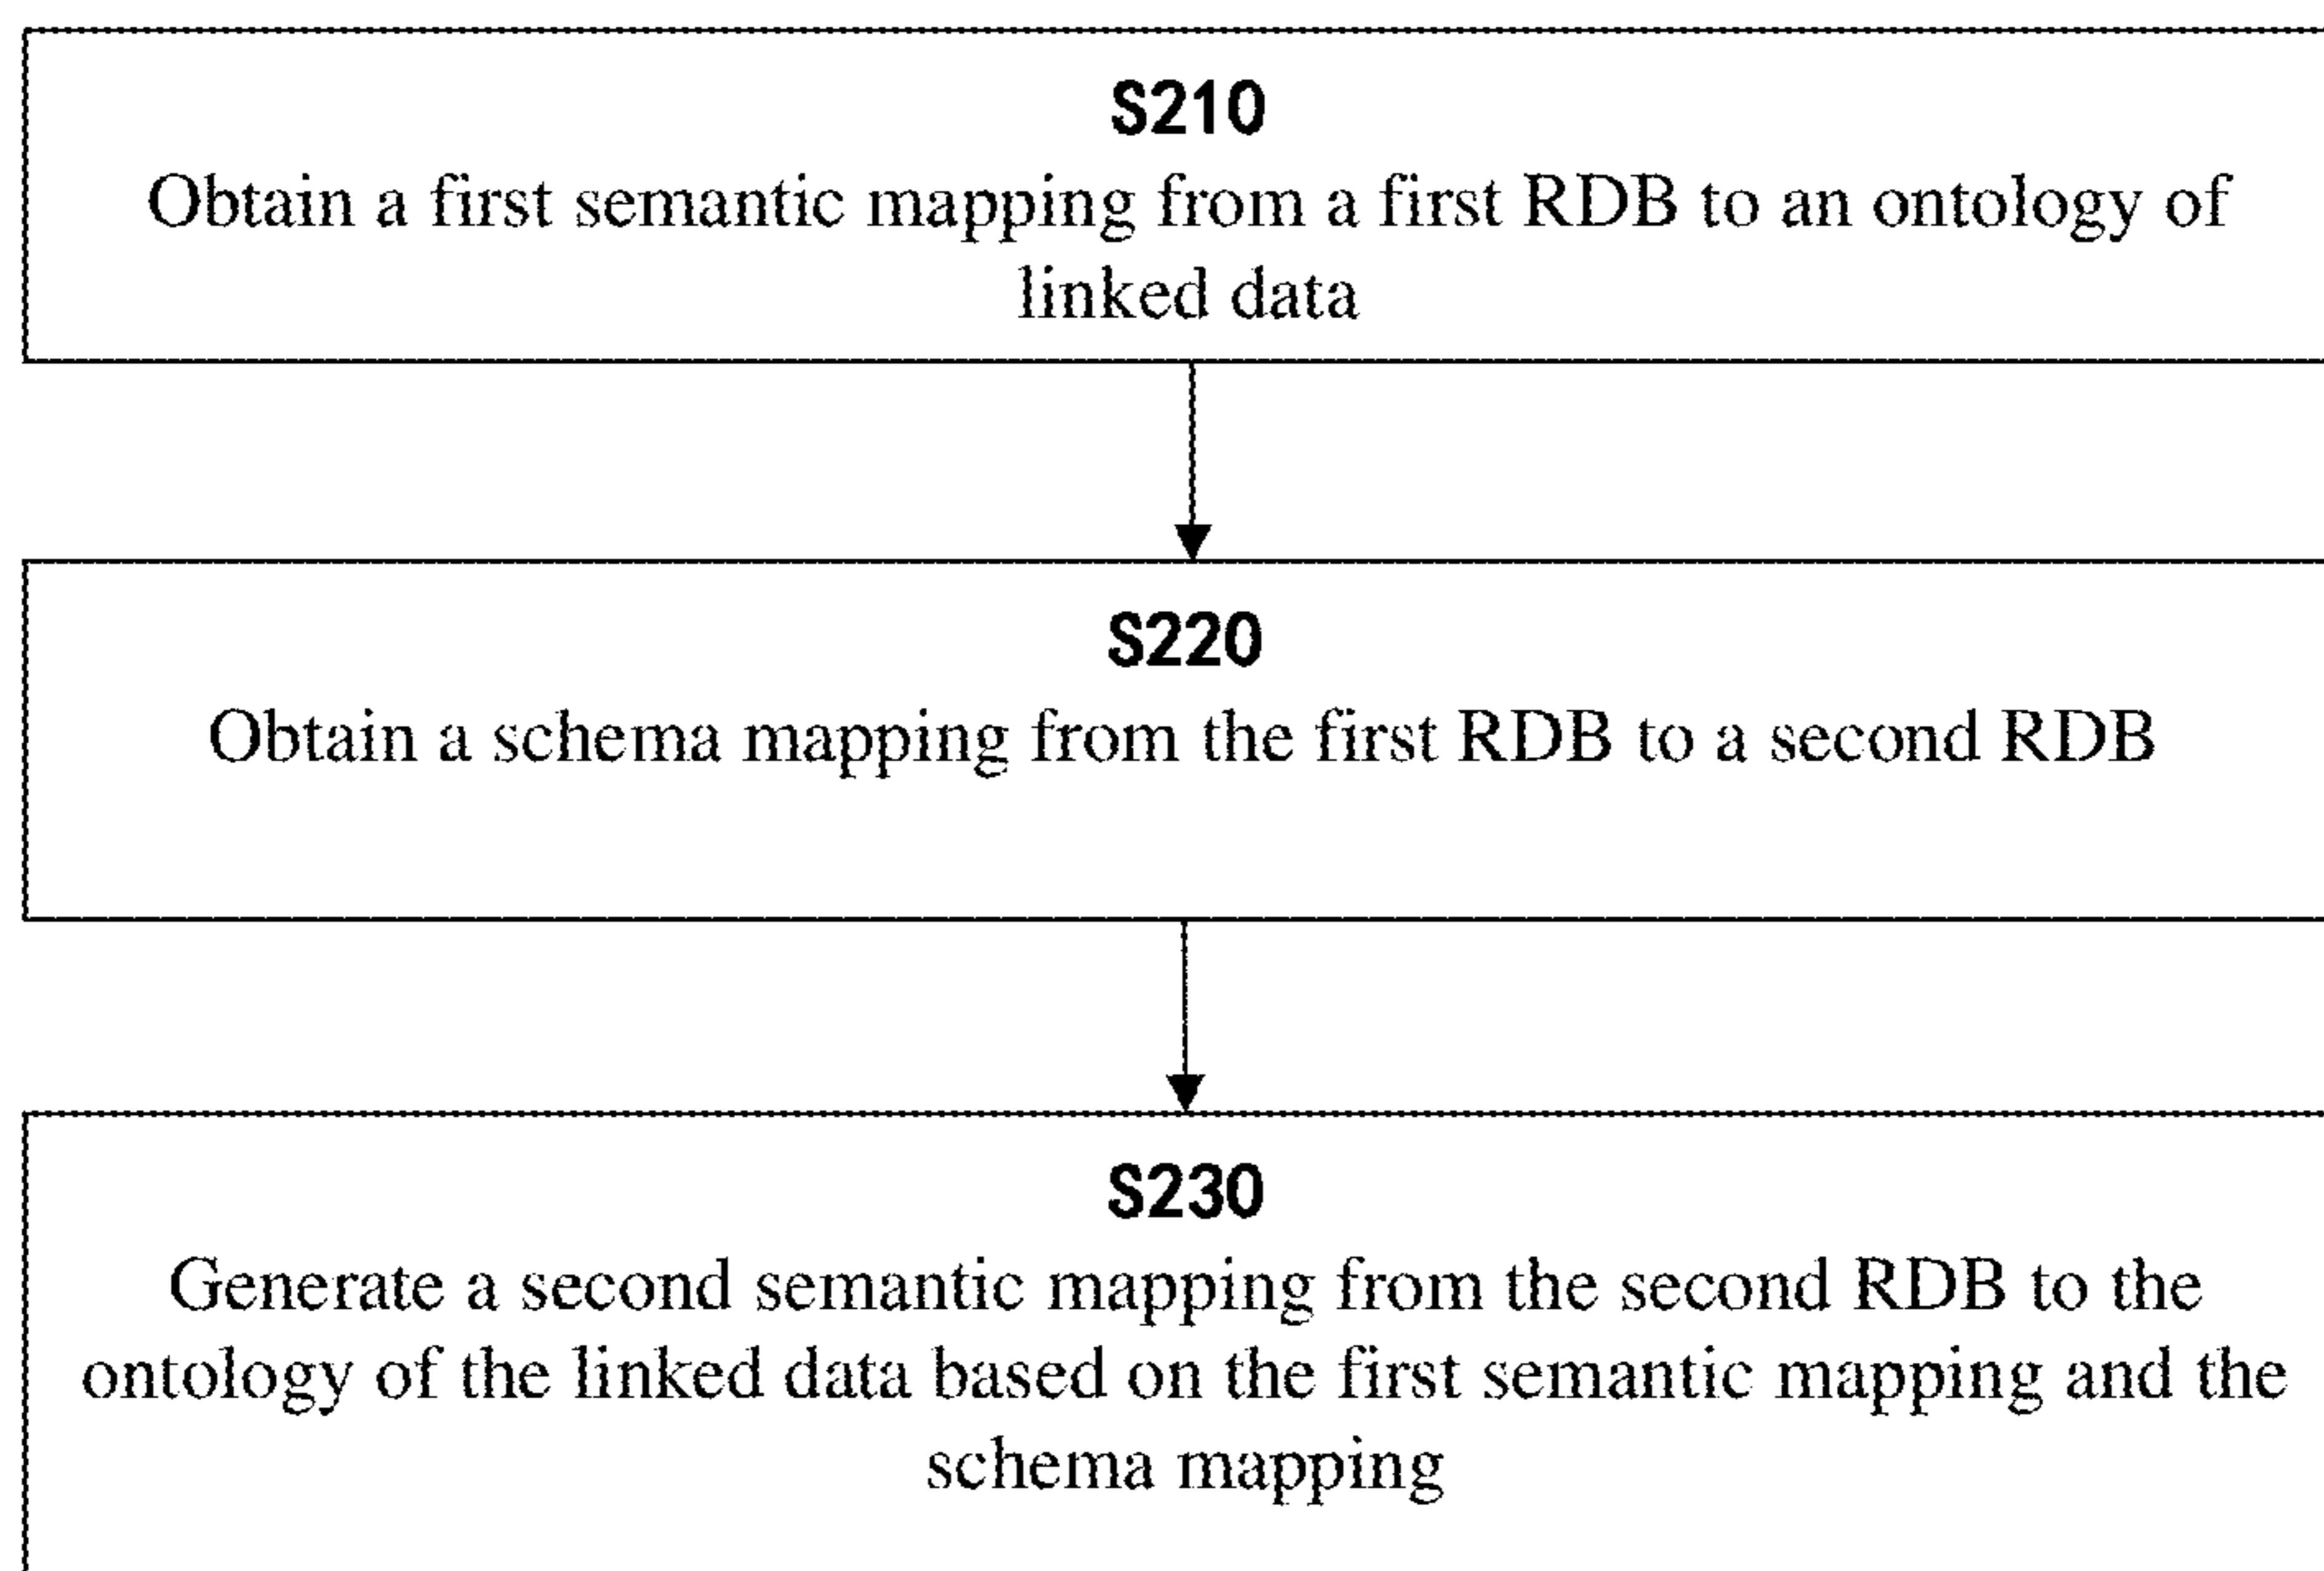 S210
Obtain a first semantic mapping from a first RDB to an ontology of
linked data
S220
Obtain a schema mapping from the first RDB to a second RDB
S230
Generate a second semantic mapping from the second RDB to the
ontology of the linked data based on the first semantic mapping and the
schema mapping